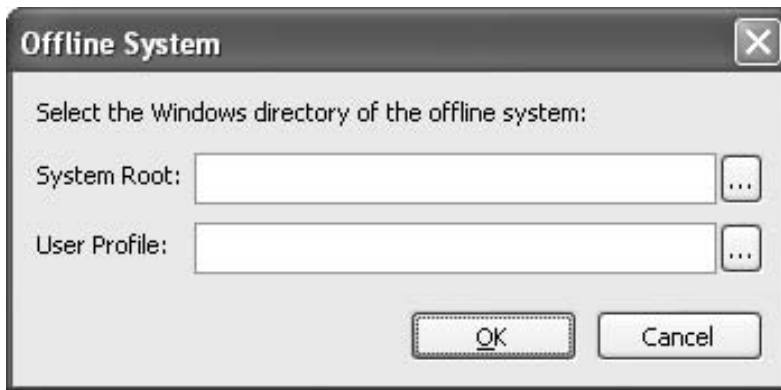 Offline System
Select the Windows directory of the offline system:
System Root:
...
User Profile:
...
OK
Cancel